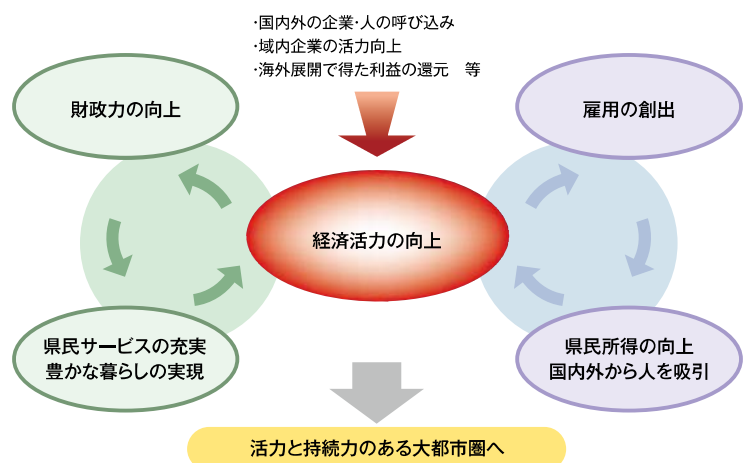 ·国内外の企業·人の呼び込み
·域内企業の活力向上
·海外展開で得た利益の還元　等
財政力の向上
雇用の創出
経済活力の向上
県民サービスの充実
豊かな暮らしの実現
県民所得の向上
国内外から人を吸引
活力と持続力のある大都市圏へ